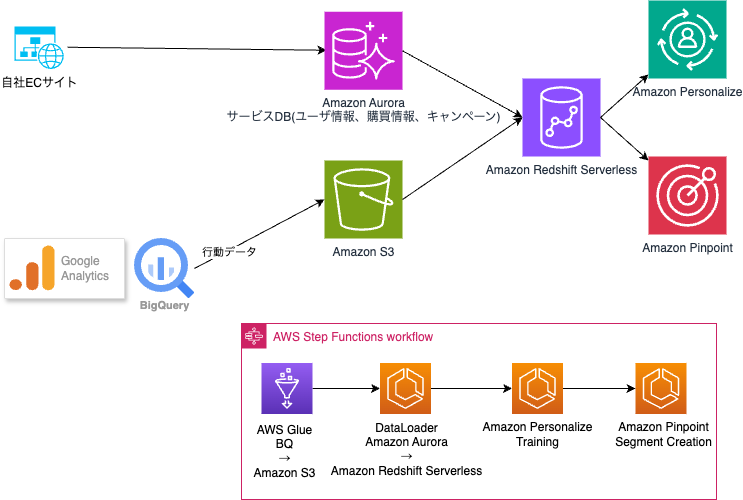 自社ECサイト
Amazon Aurora
サービスDB(ユーザ情報、購買情報、キャンペーン)
Amazon Personalize
Amazon Redshift Serverless
Amazon S3
Amazon Pinpoint
行動データ
Google
Analytics
BigQuery
AWS Step Functions workflow
AWS Glue
BQ
→
Amazon S3
DataLoader
Amazon Aurora
→
Amazon Redshift Serverless
Amazon Personalize
Training
Amazon Pinpoint
Segment Creation